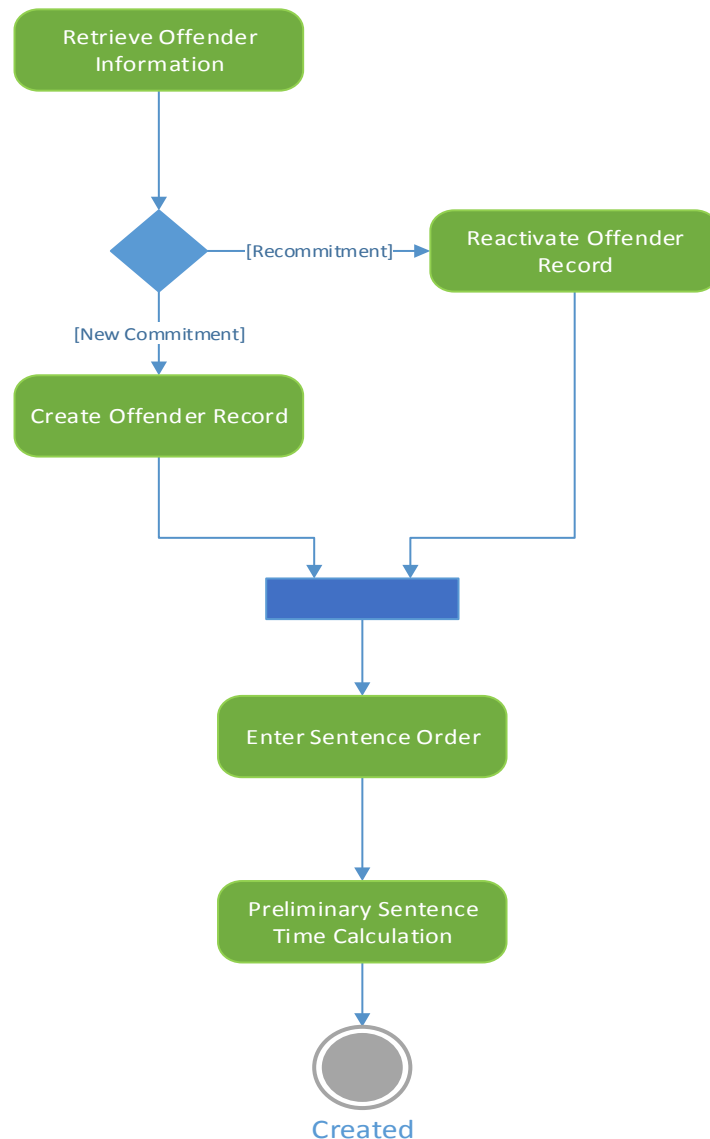 Retrieve Offender
Information
[Recommitment]
Reactivate Offender
Record
[New Commitment]
Create Offender Record
Enter Sentence Order
Preliminary Sentence
Time Calculation
Created